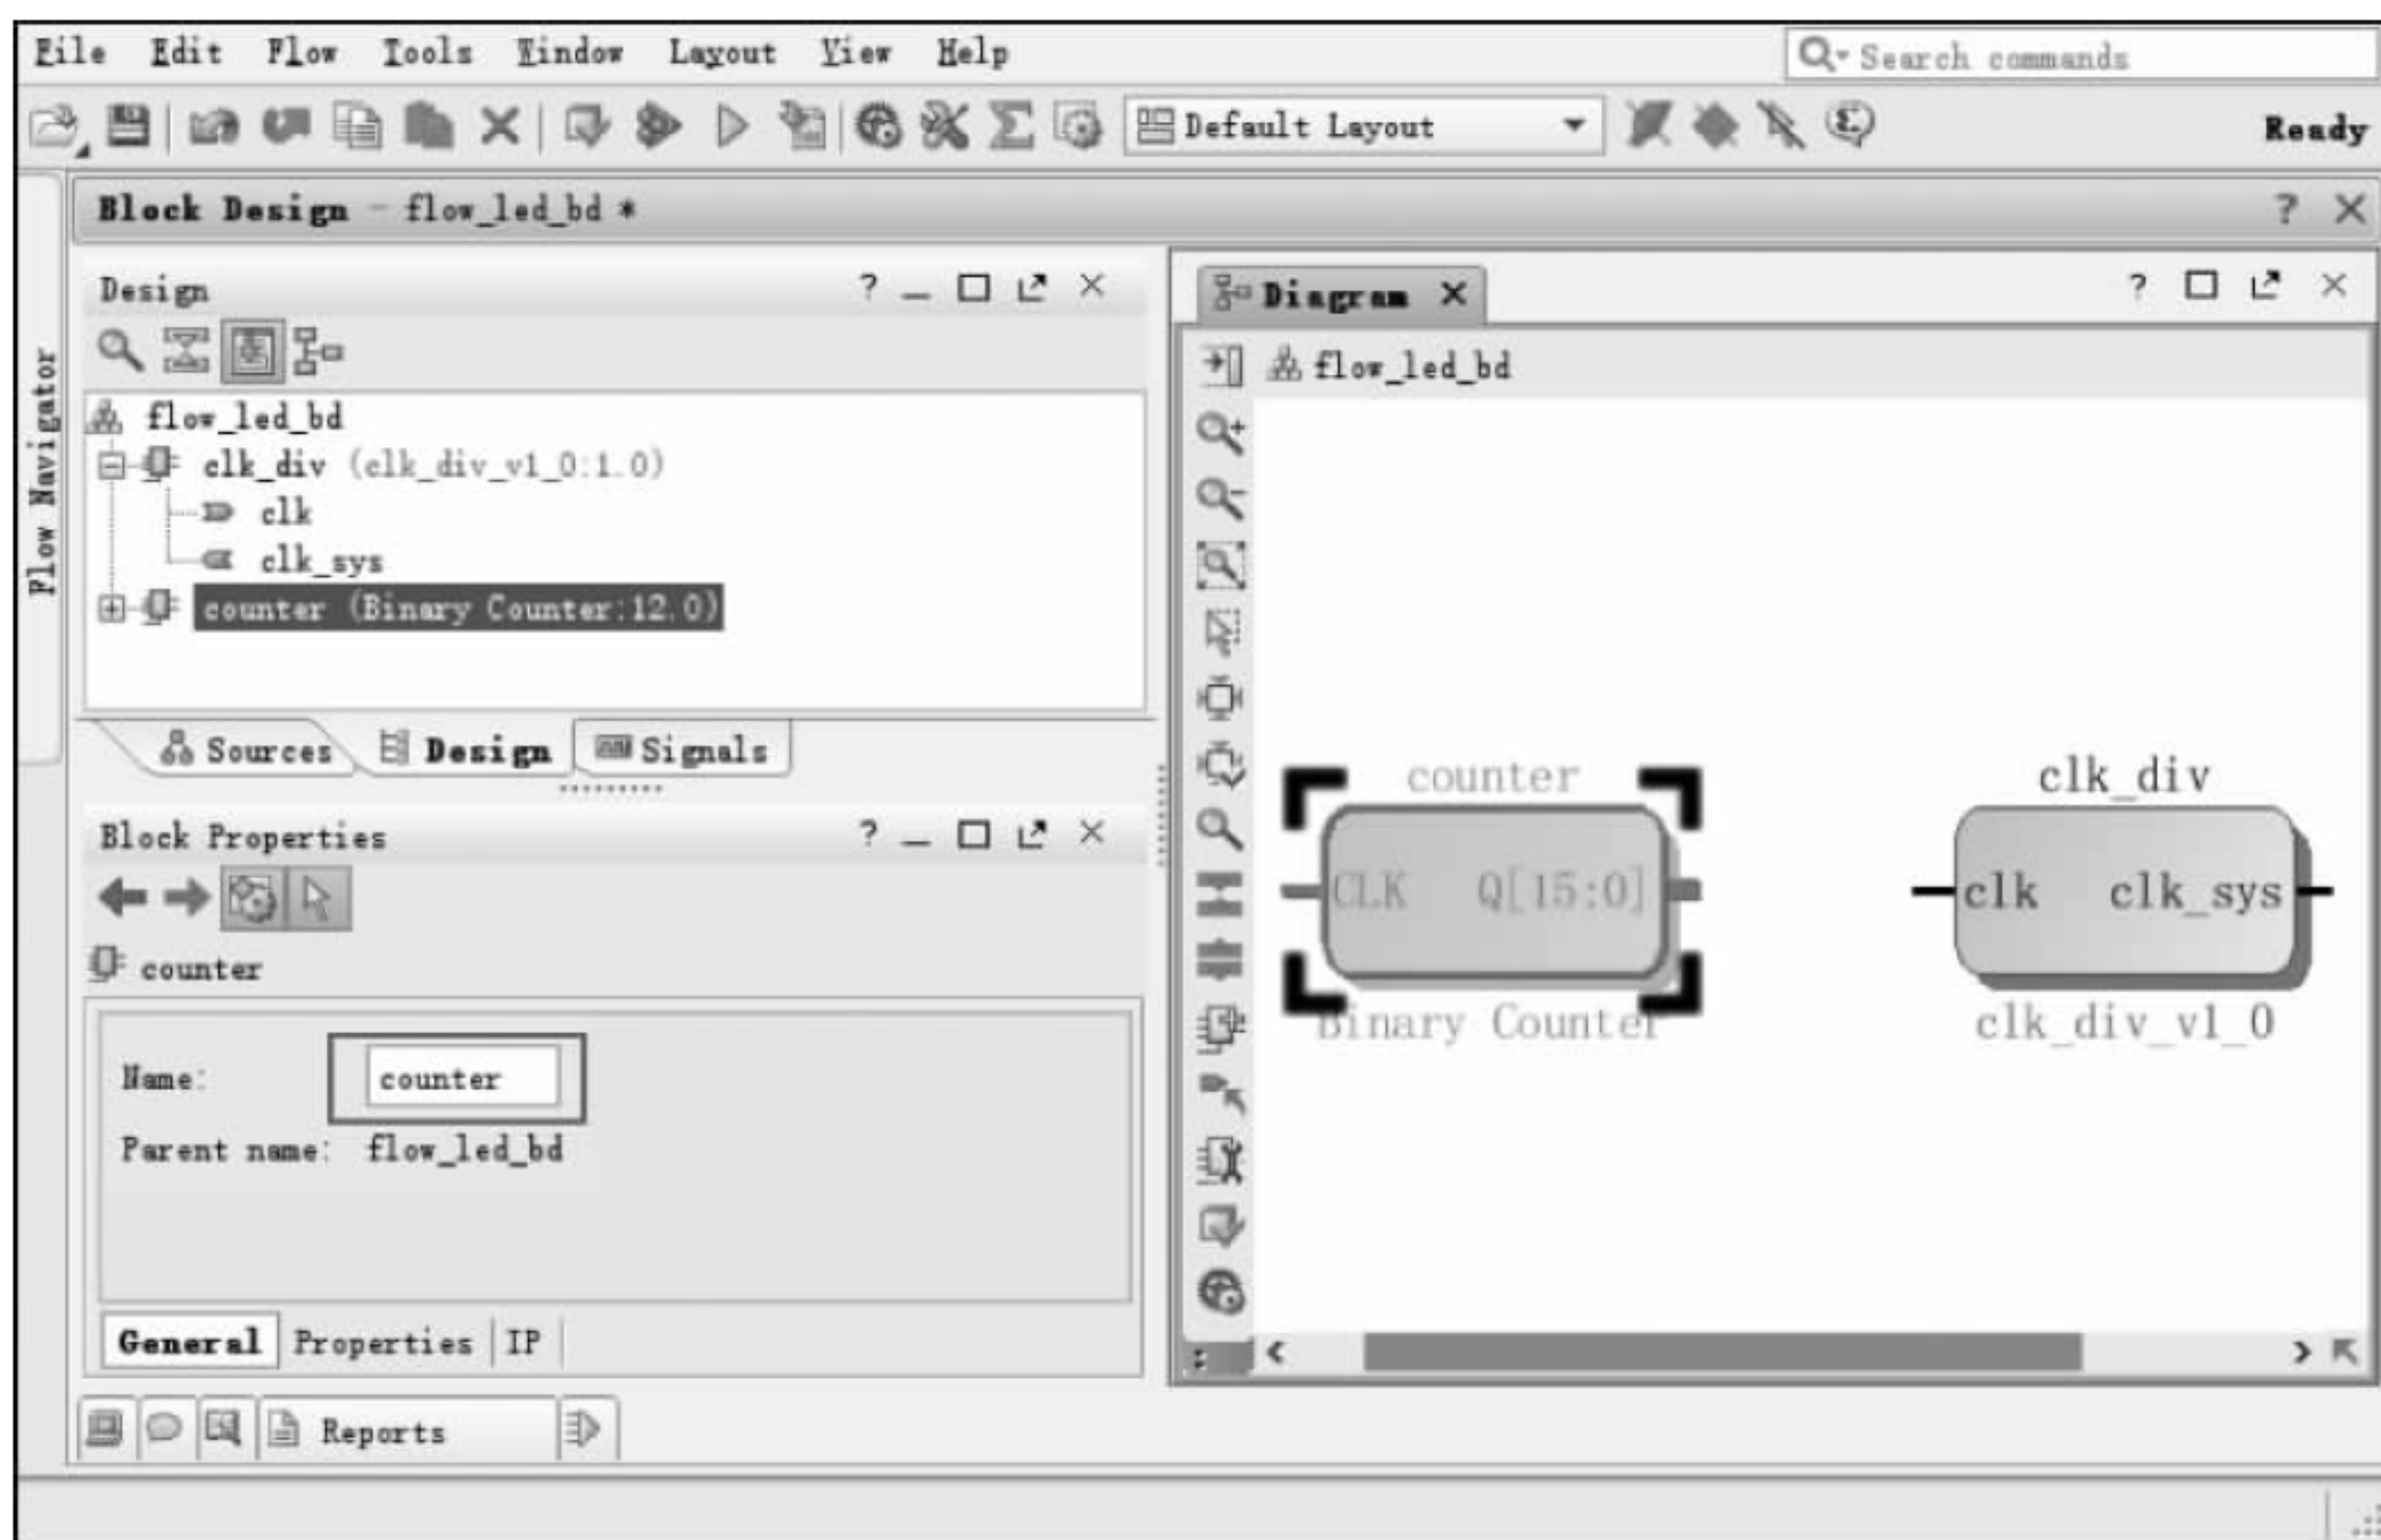 File Edit Flow Tools Window Layout View Help
Search commands
Default Layout
Ready
Block Design - flow_led_bd *
Design
flow_led_bd
clk_div (clk_div_v1_0:1.0)
clk
clk_sys
counter (Binary Counter:12.0)
Flow Navigator
Sources Design Signals
Block Properties
counter
Name: counter
Parent name: flow_led_bd
General Properties IP
Reports
Diagram
flow_led_bd
counter
CLK Q[15:0]
Binary Counter
clk_div
clk clk_sys
clk_div_v1_0